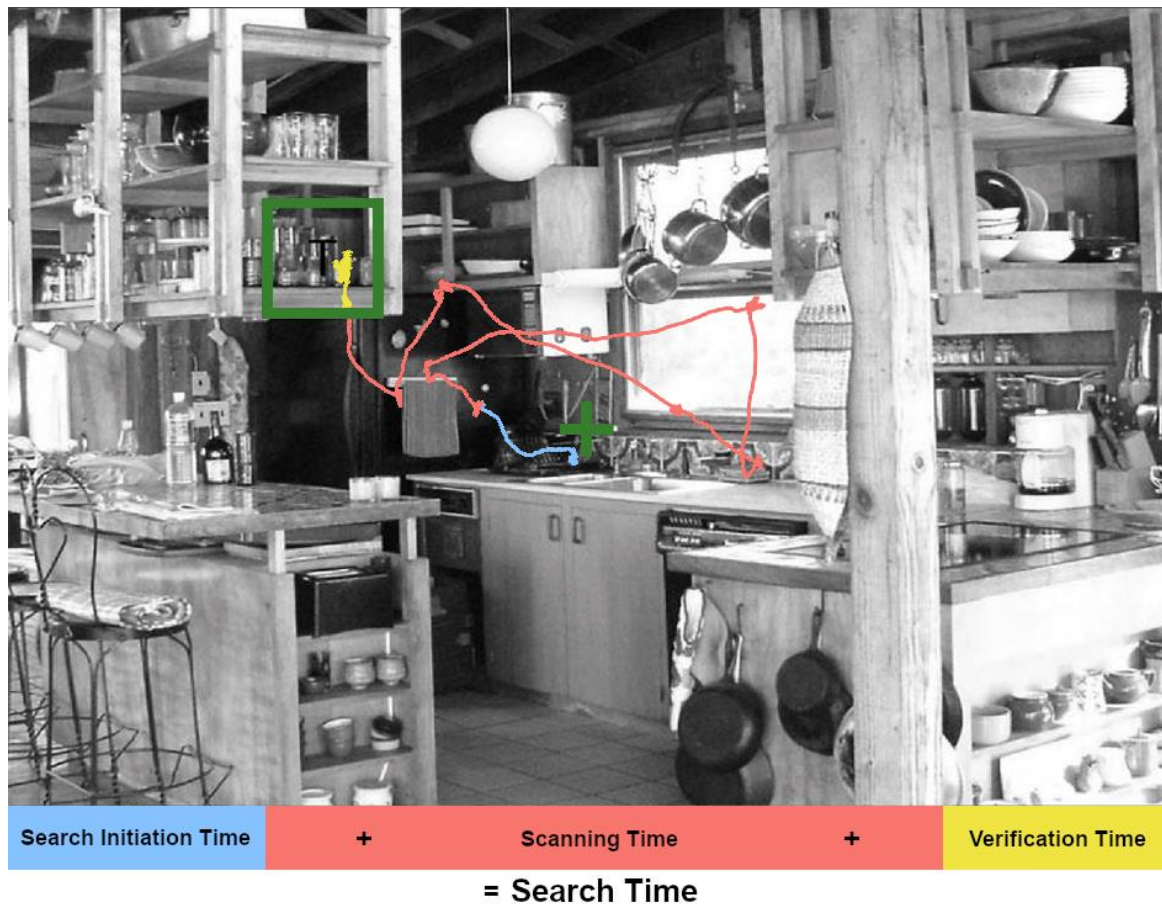 T
Search Initiation Time + Scanning Time + Verification Time
= Search Time